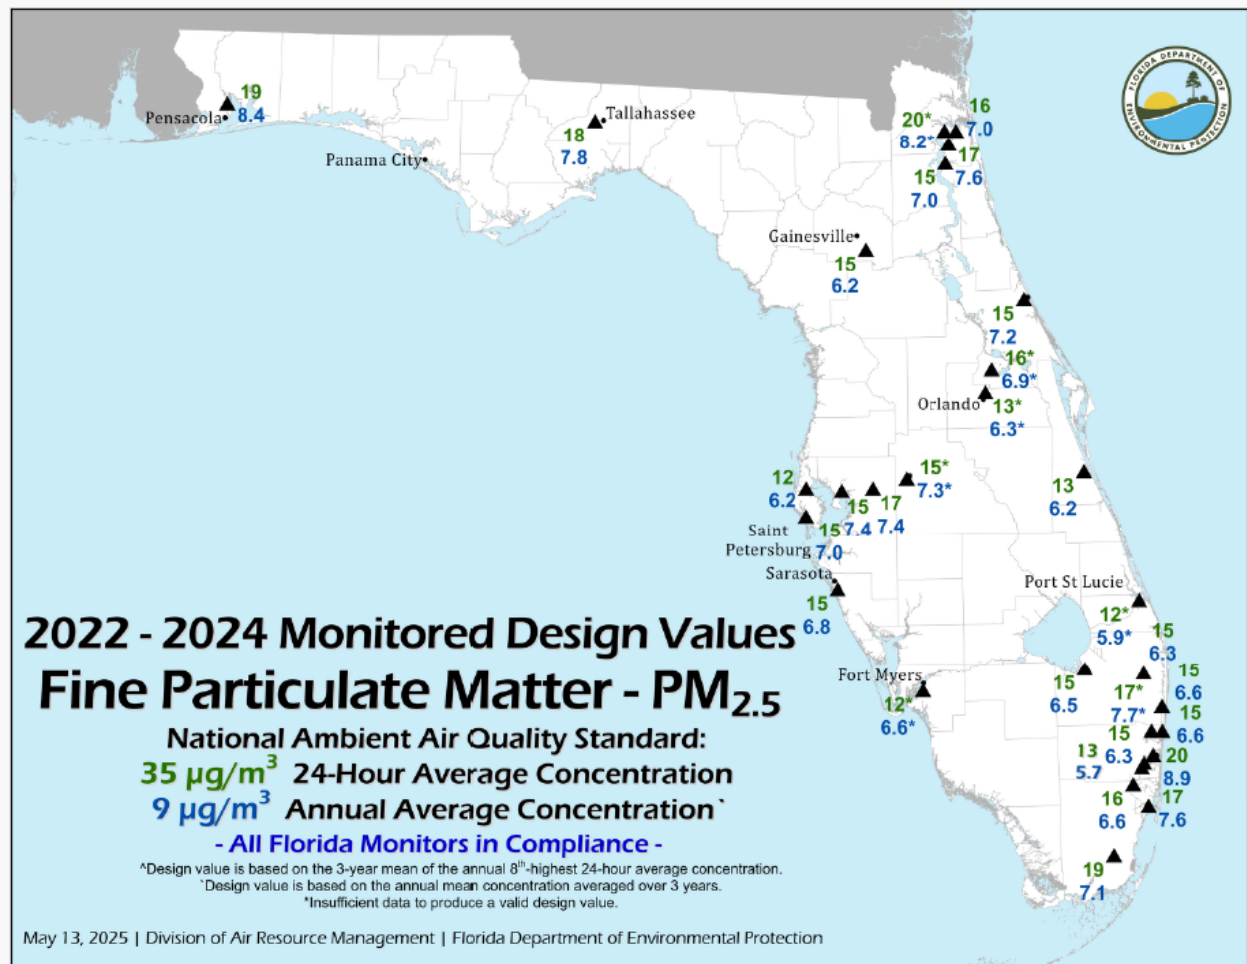 FLORIDA DEPARTMENT OF
ENVIRONMENTAL PROTECTION
19
8.4
Pensacola
Tallahassee
18
7.8
Panama City
20*
8.2*
16
7.0
17
7.6
15
7.0
Gainesville
15
6.2
15
7.2
16*
6.9*
Orlando
13*
6.3*
12
6.2
15
7.4
17
7.4
15*
7.3*
13
6.2
Saint
Petersburg
15
7.0
Sarasota
15
6.8
Port St Lucie
12*
5.9*
15
6.3
Fort Myers
12*
6.6*
15
6.5
17*
7.7*
15
6.6
15
6.6
15
6.3
13
5.7
20
8.9
16
6.6
17
7.6
19
7.1
2022 - 2024 Monitored Design Values
Fine Particulate Matter - PM2.5
National Ambient Air Quality Standard:
35 µg/m³ 24-Hour Average Concentration
9 µg/m³ Annual Average Concentration`
- All Florida Monitors in Compliance -
^Design value is based on the 3-year mean of the annual 8th-highest 24-hour average concentration.
`Design value is based on the annual mean concentration averaged over 3 years.
*Insufficient data to produce a valid design value.
May 13, 2025 | Division of Air Resource Management | Florida Department of Environmental Protection